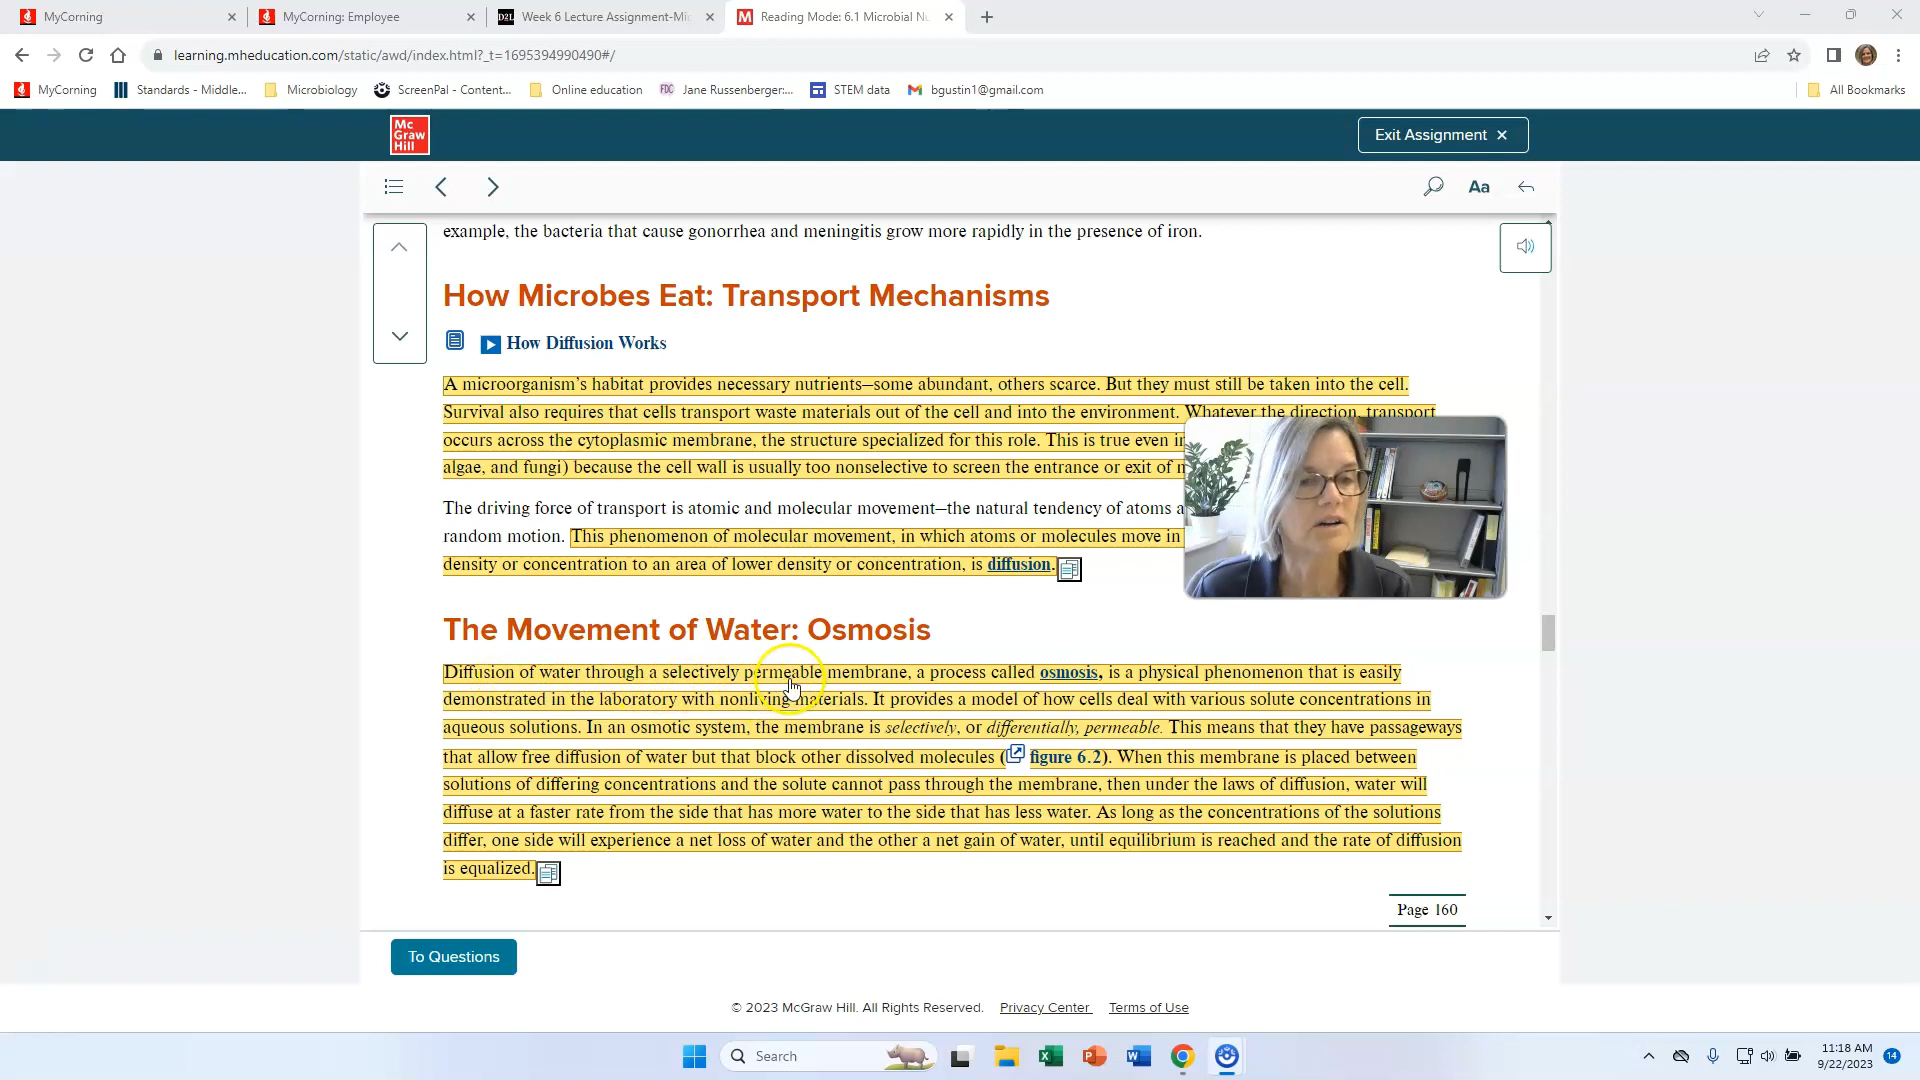 MyCorning
MyCorning: Employee
D2L
Week 6 Lecture Assignment-Mi
M
Reading Mode: 6.1 Microbial Nu
learning.mheducation.com/static/awd/index.html?_t=1695394990490#/
MyCorning
Standards - Middle...
Microbiology
ScreenPal - Content...
Online education
FDC
Jane Russenberger:...
STEM data
bgustin1@gmail.com
All Bookmarks
Mc
Graw
Hill
Exit Assignment
Aa
example, the bacteria that cause gonorrhea and meningitis grow more rapidly in the presence of iron.
How Microbes Eat: Transport Mechanisms
How Diffusion Works
A microorganism's habitat provides necessary nutrients—some abundant, others scarce. But they must still be taken into the cell.
Survival also requires that cells transport waste materials out of the cell and into the environment. Whatever the direction, transport
occurs across the cytoplasmic membrane, the structure specialized for this role. This is true even in
algae, and fungi) because the cell wall is usually too nonselective to screen the entrance or exit of
The driving force of transport is atomic and molecular movement—the natural tendency of atoms
random motion. This phenomenon of molecular movement, in which atoms or molecules move in
density or concentration to an area of lower density or concentration, is diffusion.
The Movement of Water: Osmosis
Diffusion of water through a selectively permeable membrane, a process called osmosis, is a physical phenomenon that is easily
demonstrated in the laboratory with nonliving materials. It provides a model of how cells deal with various solute concentrations in
aqueous solutions. In an osmotic system, the membrane is selectively, or differentially, permeable. This means that they have passageways
that allow free diffusion of water but that block other dissolved molecules (figure 6.2). When this membrane is placed between
solutions of differing concentrations and the solute cannot pass through the membrane, then under the laws of diffusion, water will
diffuse at a faster rate from the side that has more water to the side that has less water. As long as the concentrations of the solutions
differ, one side will experience a net loss of water and the other a net gain of water, until equilibrium is reached and the rate of diffusion
is equalized.
Page 160
To Questions
© 2023 McGraw Hill. All Rights Reserved. Privacy Center Terms of Use
Search
11:18 AM
9/22/2023
14